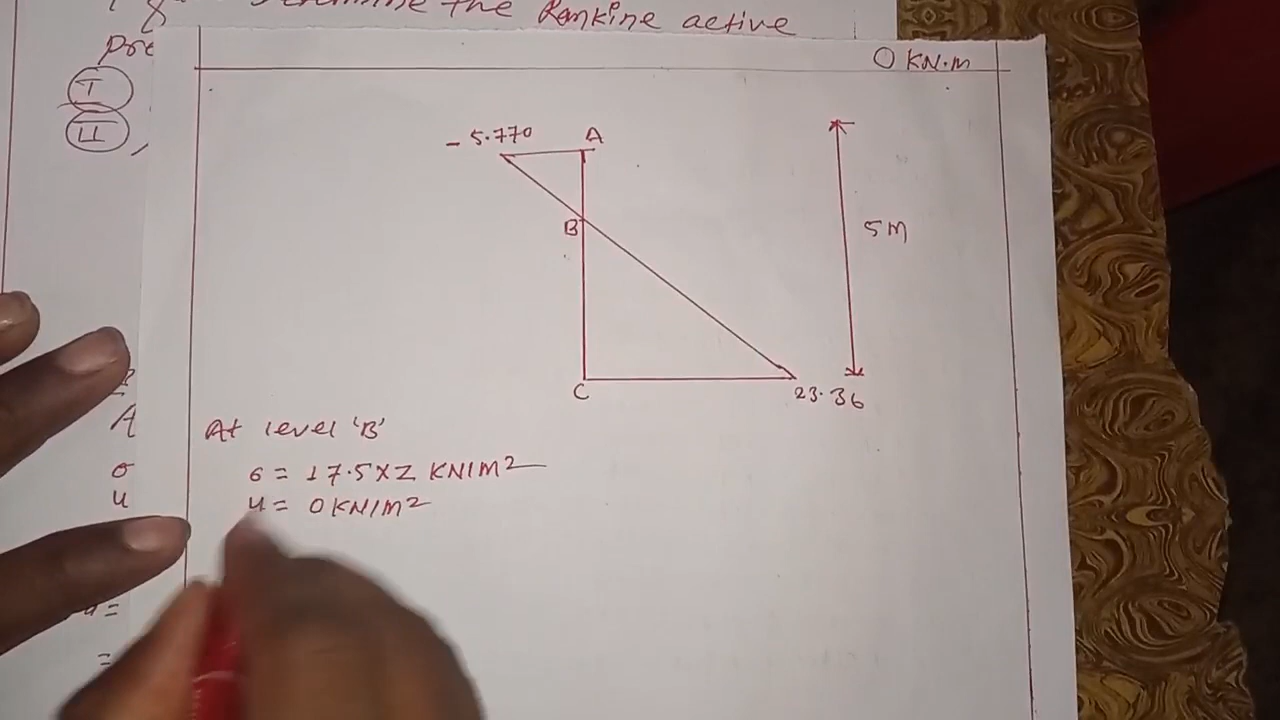 the Rankine active
Pre
I
II,
0 KN.m
-5.770 A
B
5M
C 23.36
A
At level 'B'
σ
σ = 17.5×Z KN/M²
u
u = 0 KN/M²
=